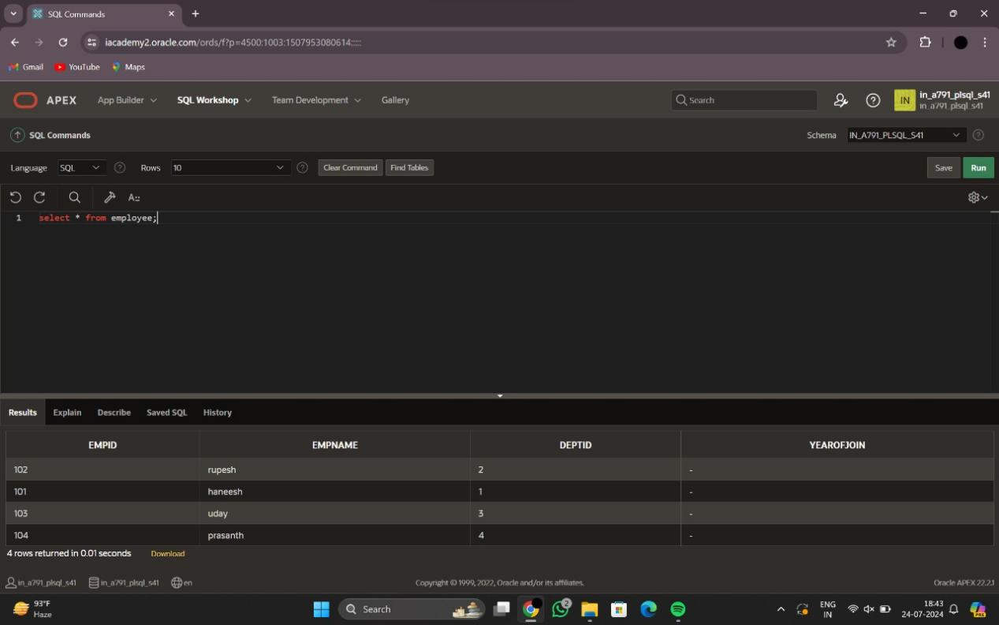 SQL Commands
iacademy2.oracle.com/ords/f?p=4500:1003:1507953080614:::::
Gmail YouTube Maps
APEX App Builder SQL Workshop Team Development Gallery Search IN in_a791_plsql_s41
in_a791_plsql_s41
SQL Commands Schema IN_A791_PLSQL_S41
Language SQL Rows 10 Clear Command Find Tables Save Run
1 select * from employee;
Results Explain Describe Saved SQL History
EMPID EMPNAME DEPTID YEAROFJOIN
102 rupesh 2 -
101 haneesh 1 -
103 uday 3 -
104 prasanth 4 -
4 rows returned in 0.01 seconds Download
in_a791_plsql_s41 in_a791_plsql_s41 en Copyright © 1999, 2022, Oracle and/or its affiliates. Oracle APEX 22.2.1
93°F
Haze
Search
2
ENG
IN
18:43
24-07-2024
PRE